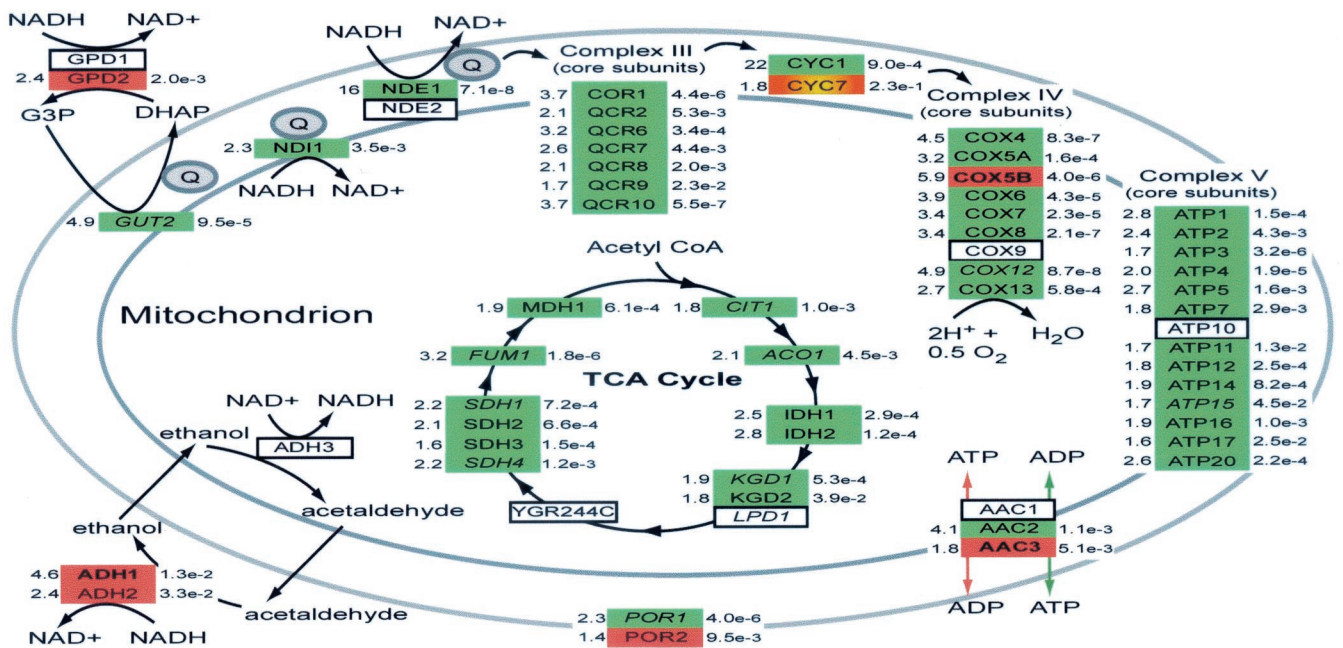 NADH NAD+
GPD1
2.4 GPD2 2.0e-3
G3P DHAP
Q
4.9 GUT2 9.5e-5
Q
2.3 NDI1 3.5e-3
NADH NAD+
NADH NAD+
Q
16 NDE1 7.1e-8
NDE2
Complex III
(core subunits)
3.7 COR1 4.4e-6
2.1 QCR2 5.3e-3
3.2 QCR6 3.4e-4
2.6 QCR7 4.4e-3
2.1 QCR8 2.0e-3
1.7 QCR9 2.3e-2
3.7 QCR10 5.5e-7
22 CYC1 9.0e-4
1.8 CYC7 2.3e-1
Complex IV
(core subunits)
4.5 COX4 8.3e-7
3.2 COX5A 1.6e-4
5.9 COX5B 4.0e-6
3.9 COX6 4.3e-5
3.4 COX7 2.3e-5
3.4 COX8 2.1e-7
COX9
4.9 COX12 8.7e-8
2.7 COX13 5.8e-4
2H+ +
0.5 O2
H2O
Complex V
(core subunits)
2.8 ATP1 1.5e-4
2.4 ATP2 4.3e-3
1.7 ATP3 3.2e-6
2.0 ATP4 1.9e-5
2.7 ATP5 1.6e-3
1.8 ATP7 2.9e-3
ATP10
1.7 ATP11 1.3e-2
1.8 ATP12 2.5e-4
1.9 ATP14 8.2e-4
1.7 ATP15 4.5e-2
1.9 ATP16 1.0e-3
1.6 ATP17 2.5e-2
2.6 ATP20 2.2e-4
Mitochondrion
Acetyl CoA
1.9 MDH1 6.1e-4
1.8 CIT1 1.0e-3
3.2 FUM1 1.8e-6
2.1 ACO1 4.5e-3
TCA Cycle
2.2 SDH1 7.2e-4
2.1 SDH2 6.6e-4
1.6 SDH3 1.5e-4
2.2 SDH4 1.2e-3
2.5 IDH1 2.9e-4
2.8 IDH2 1.2e-4
1.9 KGD1 5.3e-4
1.8 KGD2 3.9e-2
LPD1
YGR244C
NAD+ NADH
ethanol
ADH3
acetaldehyde
ethanol
4.6 ADH1 1.3e-2
2.4 ADH2 3.3e-2
acetaldehyde
NAD+ NADH
ATP ADP
AAC1
4.1 AAC2 1.1e-3
1.8 AAC3 5.1e-3
ADP ATP
2.3 POR1 4.0e-6
1.4 POR2 9.5e-3